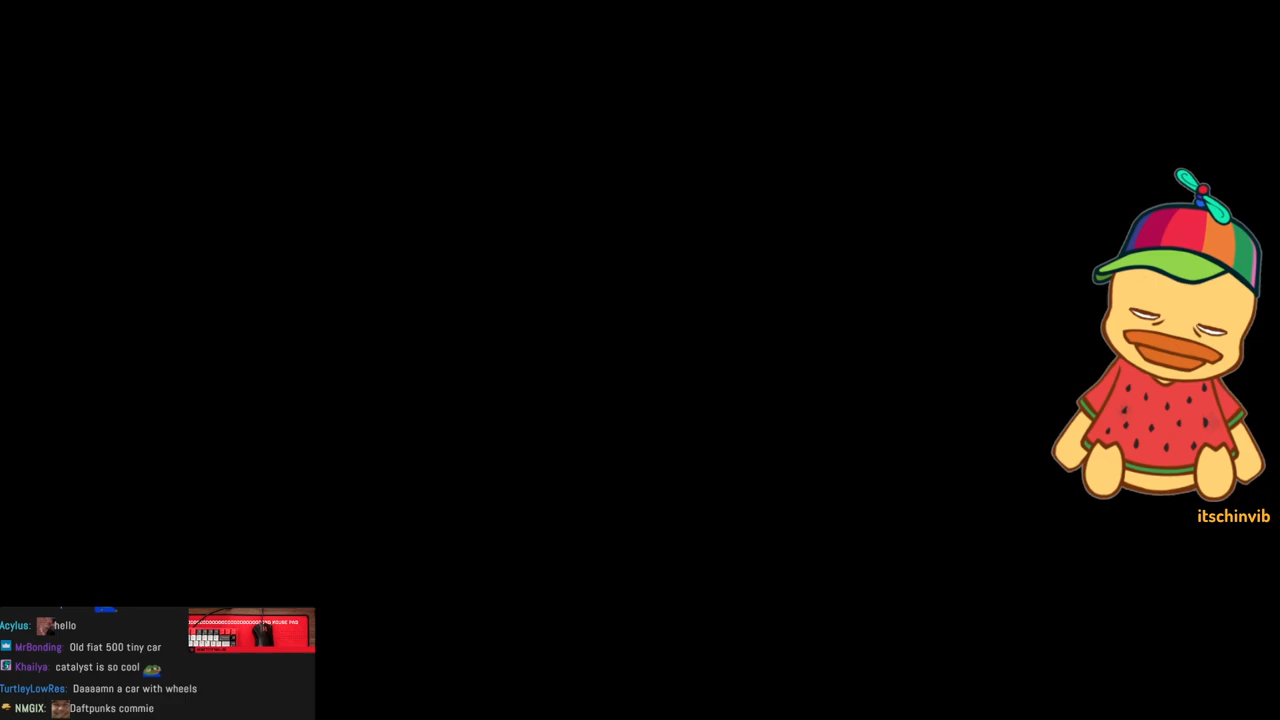 itschinvib
Acylus: hello
MrBonding: Old fiat 500 tiny car
Khailya: catalyst is so cool
TurtleyLowRes: Daaaamn a car with wheels
NMGIX: Daftpunks commie